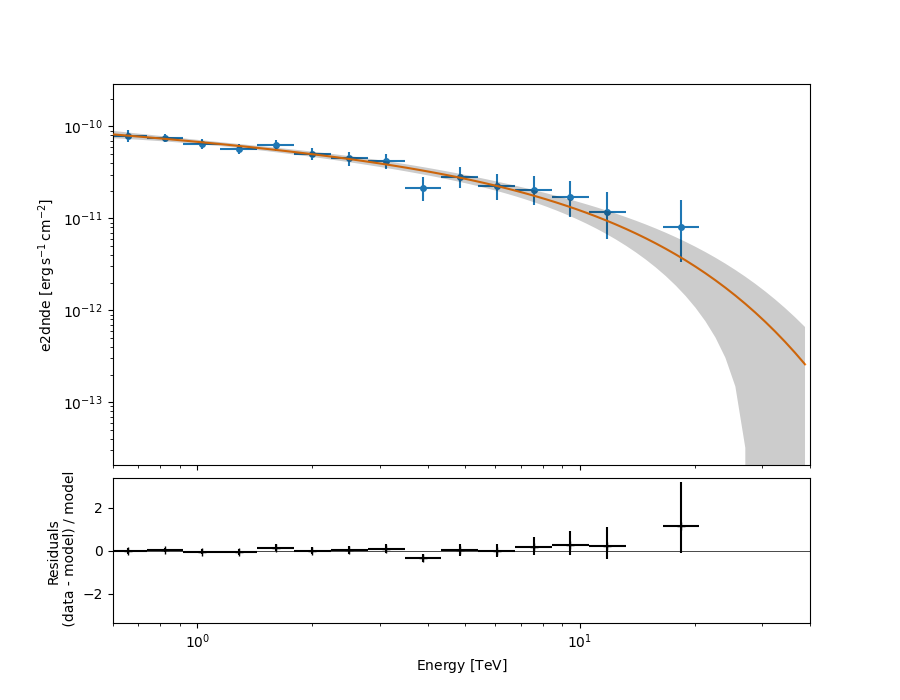 10⁻¹⁰
10⁻¹¹
10⁻¹²
10⁻¹³
e2dnde [erg s⁻¹ cm⁻²]
2
0
−2
Residuals
(data - model) / model
10⁰
10¹
Energy [TeV]